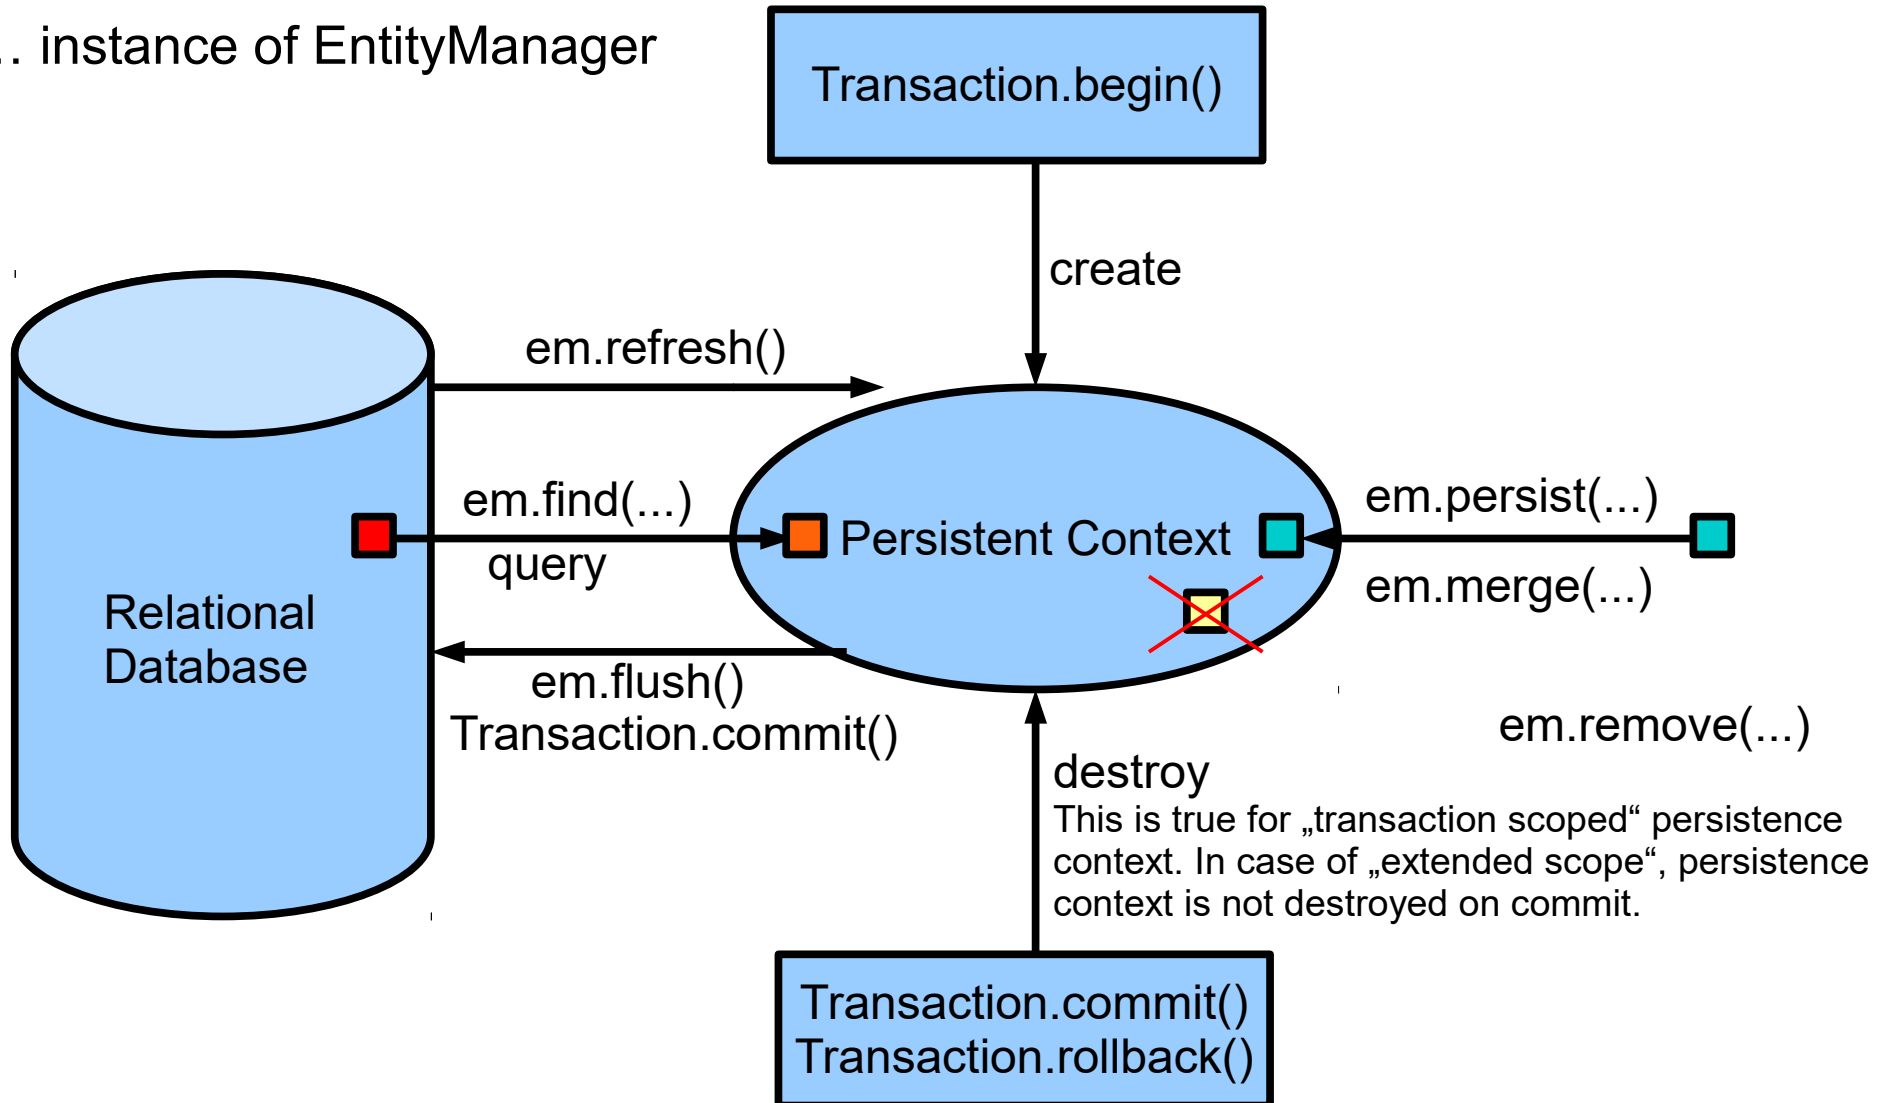 .. instance of EntityManager
Transaction.begin()
create
em.refresh()
em.find(...)
query
Persistent Context
em.persist(...)
em.merge(...)
Relational
Database
em.flush()
Transaction.commit()
em.remove(...)
destroy
This is true for „transaction scoped“ persistence
context. In case of „extended scope“, persistence
context is not destroyed on commit.
Transaction.commit()
Transaction.rollback()